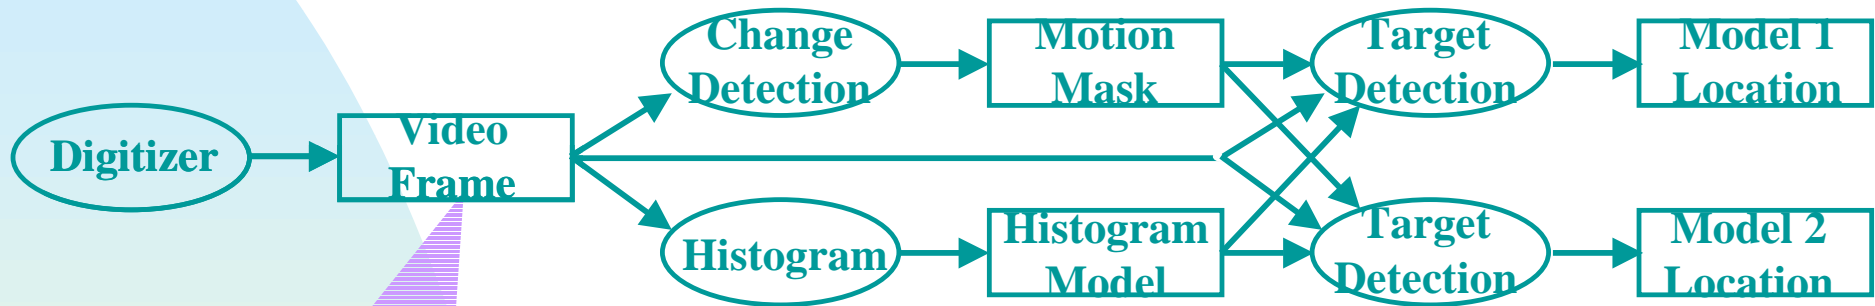 Digitizer
Video
Frame
Change
Detection
Motion
Mask
Target
Detection
Model 1
Location
Histogram
Histogram
Model
Target
Detection
Model 2
Location